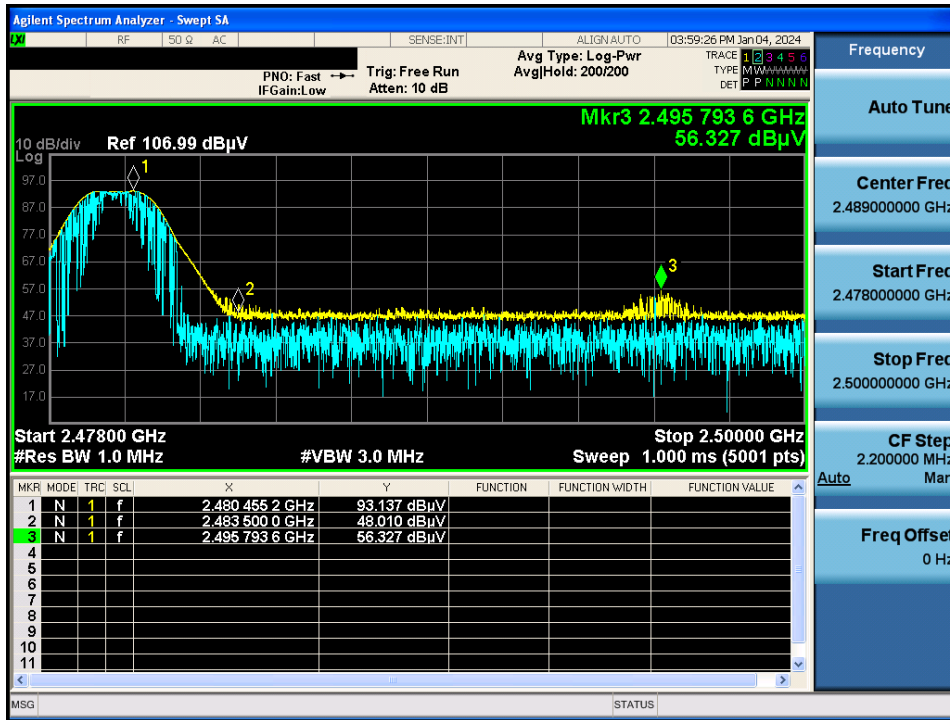 Agilent Spectrum Analyzer - Swept SA
LXI RF 50 Ω AC SENSE:INT ALIGN AUTO 03:59:26 PM Jan 04, 2024
Frequency
PNO: Fast
IFGain:Low
Trig: Free Run
Atten: 10 dB
Avg Type: Log-Pwr
Avg|Hold: 200/200
TRACE 1 2 3 4 5 6
TYPE M W W W W W
DET P P N N N N
Auto Tune
Mkr3 2.495 793 6 GHz
56.327 dBµV
10 dB/div Ref 106.99 dBµV
Log
97.0
87.0
77.0
67.0
57.0
47.0
37.0
27.0
17.0
1
2
3
Center Freq
2.489000000 GHz
Start Freq
2.478000000 GHz
Stop Freq
2.500000000 GHz
Start 2.47800 GHz Stop 2.50000 GHz
#Res BW 1.0 MHz #VBW 3.0 MHz Sweep 1.000 ms (5001 pts)
CF Step
2.200000 MHz
Auto Man
MKR MODE TRC SCL X Y FUNCTION FUNCTION WIDTH FUNCTION VALUE
1 N 1 f 2.480 455 2 GHz 93.137 dBµV
2 N 1 f 2.483 500 0 GHz 48.010 dBµV
3 N 1 f 2.495 793 6 GHz 56.327 dBµV
4
5
6
7
8
9
10
11
Freq Offset
0 Hz
MSG STATUS